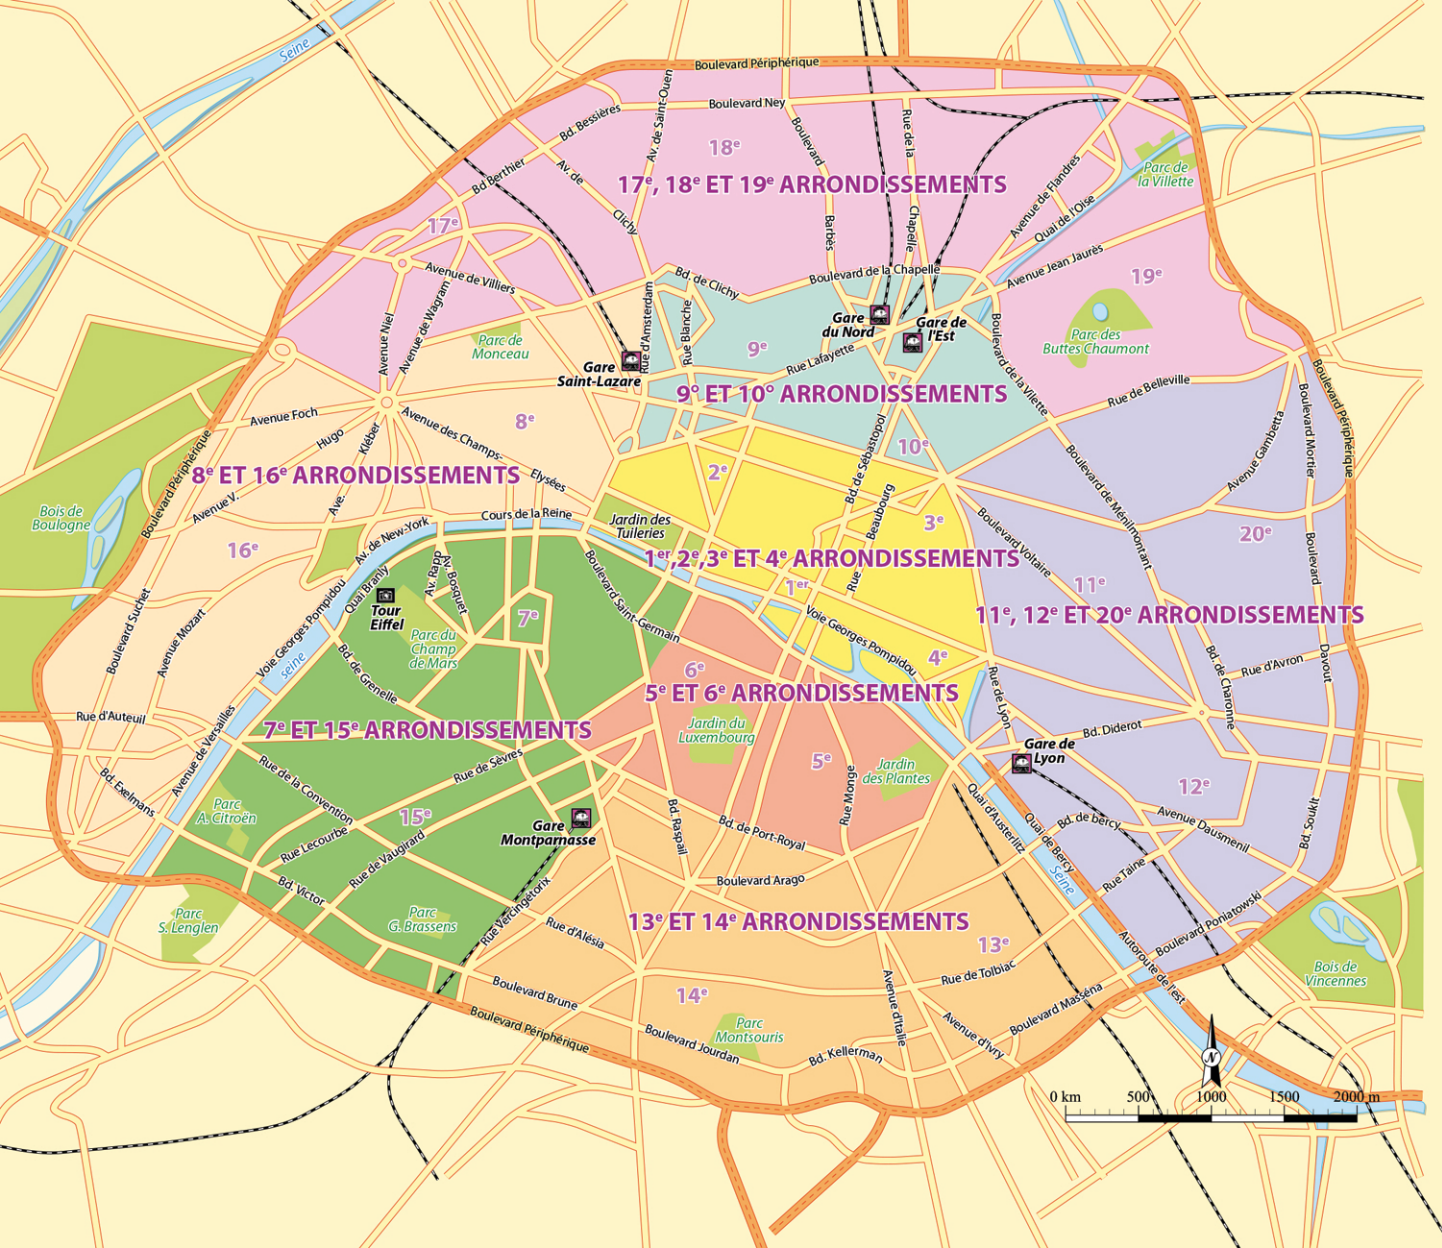 Seine
Boulevard Périphérique
Boulevard Ney
Bd. Bessières
Av. de Saint-Ouen
Boulevard
Barbès
Rue de la
Chapelle
18e
Bd Berthier
Av. de
Clichy
17e, 18e ET 19e ARRONDISSEMENTS
Avenue de Flandres
Quai de l'Oise
Parc de
la Villette
17e
Avenue de Villiers
Bd. de Clichy
Boulevard de la Chapelle
Avenue Jean Jaurès
19e
Avenue Niel
Avenue de Wagram
Parc de
Monceau
Rue d'Amsterdam
Rue Blanche
Gare
du Nord
Gare de
l'Est
Parc des
Buttes Chaumont
Gare
Saint-Lazare
9e
Rue Lafayette
Boulevard de la Vilette
Rue de Belleville
Boulevard Périphérique
9° ET 10° ARRONDISSEMENTS
Avenue Foch
Hugo
Kléber
Avenue des Champs-
Elysées
8e
10e
Bd. de Sébastopol
Avenue Gambetta
Boulevard Mortier
8e ET 16e ARRONDISSEMENTS
Boulevard Périphérique
Avenue V.
Ave.
2e
Beaubourg
Rue
3e
Boulevard de Ménilmontant
Bois de
Boulogne
16e
Av. de New-York
Cours de la Reine
Jardin des
Tuileries
Boulevard Voltaire
20e
Boulevard
Davout
1er ,2e,3e ET 4e ARRONDISSEMENTS
1er
11e
Av. Rapp
Av. Bosquet
Quai Branly
Tour
Eiffel
7e
Boulevard Saint-Germain
Voie Georges Pompidou
11e, 12e ET 20e ARRONDISSEMENTS
Boulevard Suchet
Avenue Mozart
Voie Georges Pompidou
seine
Parc du
Champ
de Mars
Bd. de Grenelle
6e
4e
Rue de Lyon
Bd. de Charonne
Rue d'Avron
5e ET 6e ARRONDISSEMENTS
Rue d'Auteuil
Avenue de Versailles
7e ET 15e ARRONDISSEMENTS
Jardin du
Luxembourg
5e
Rue Monge
Jardin
des Plantes
Bd. Diderot
Gare de
Lyon
12e
Bd. Exelmans
Rue de la Convention
Rue de Sèvres
Parc
A. Citroën
15e
Rue Lecourbe
Rue de Vaugirard
Gare
Montparnasse
Bd. Raspail
Bd. de Port-Royal
Quai d'Austerlitz
Quai de Bercy
Seine
Bd. de bercy
Avenue Dausmenil
Bd. Soukit
Rue Taine
Bd. Victor
Boulevard Arago
Parc
S. Lenglen
Parc
G. Brassens
Rue Vercingétorix
Rue d'Alésia
13e ET 14e ARRONDISSEMENTS
13e
Boulevard Poniatowski
Autoroute de l'est
Bois de
Vincennes
Rue de Tolbiac
Boulevard Brune
14e
Boulevard Masséna
Avenue d'Italie
Boulevard Périphérique
Boulevard Jourdan
Parc
Montsouris
Bd. Kellerman
Avenue d'Ivry
N
0 km 500 1000 1500 2000 m